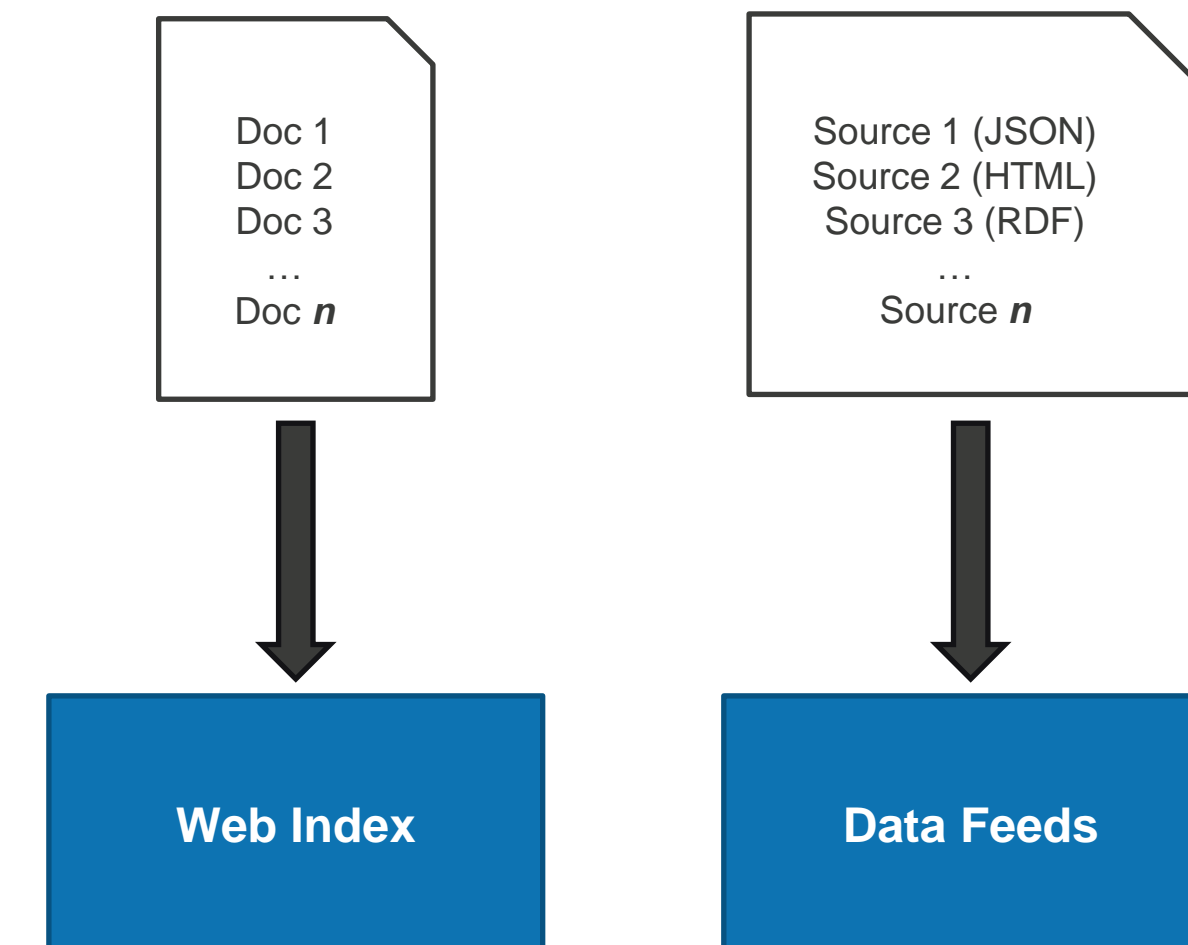 Doc 1
Doc 2
Doc 3
…
Doc n
Source 1 (JSON)
Source 2 (HTML)
Source 3 (RDF)
…
Source n
Web Index
Data Feeds